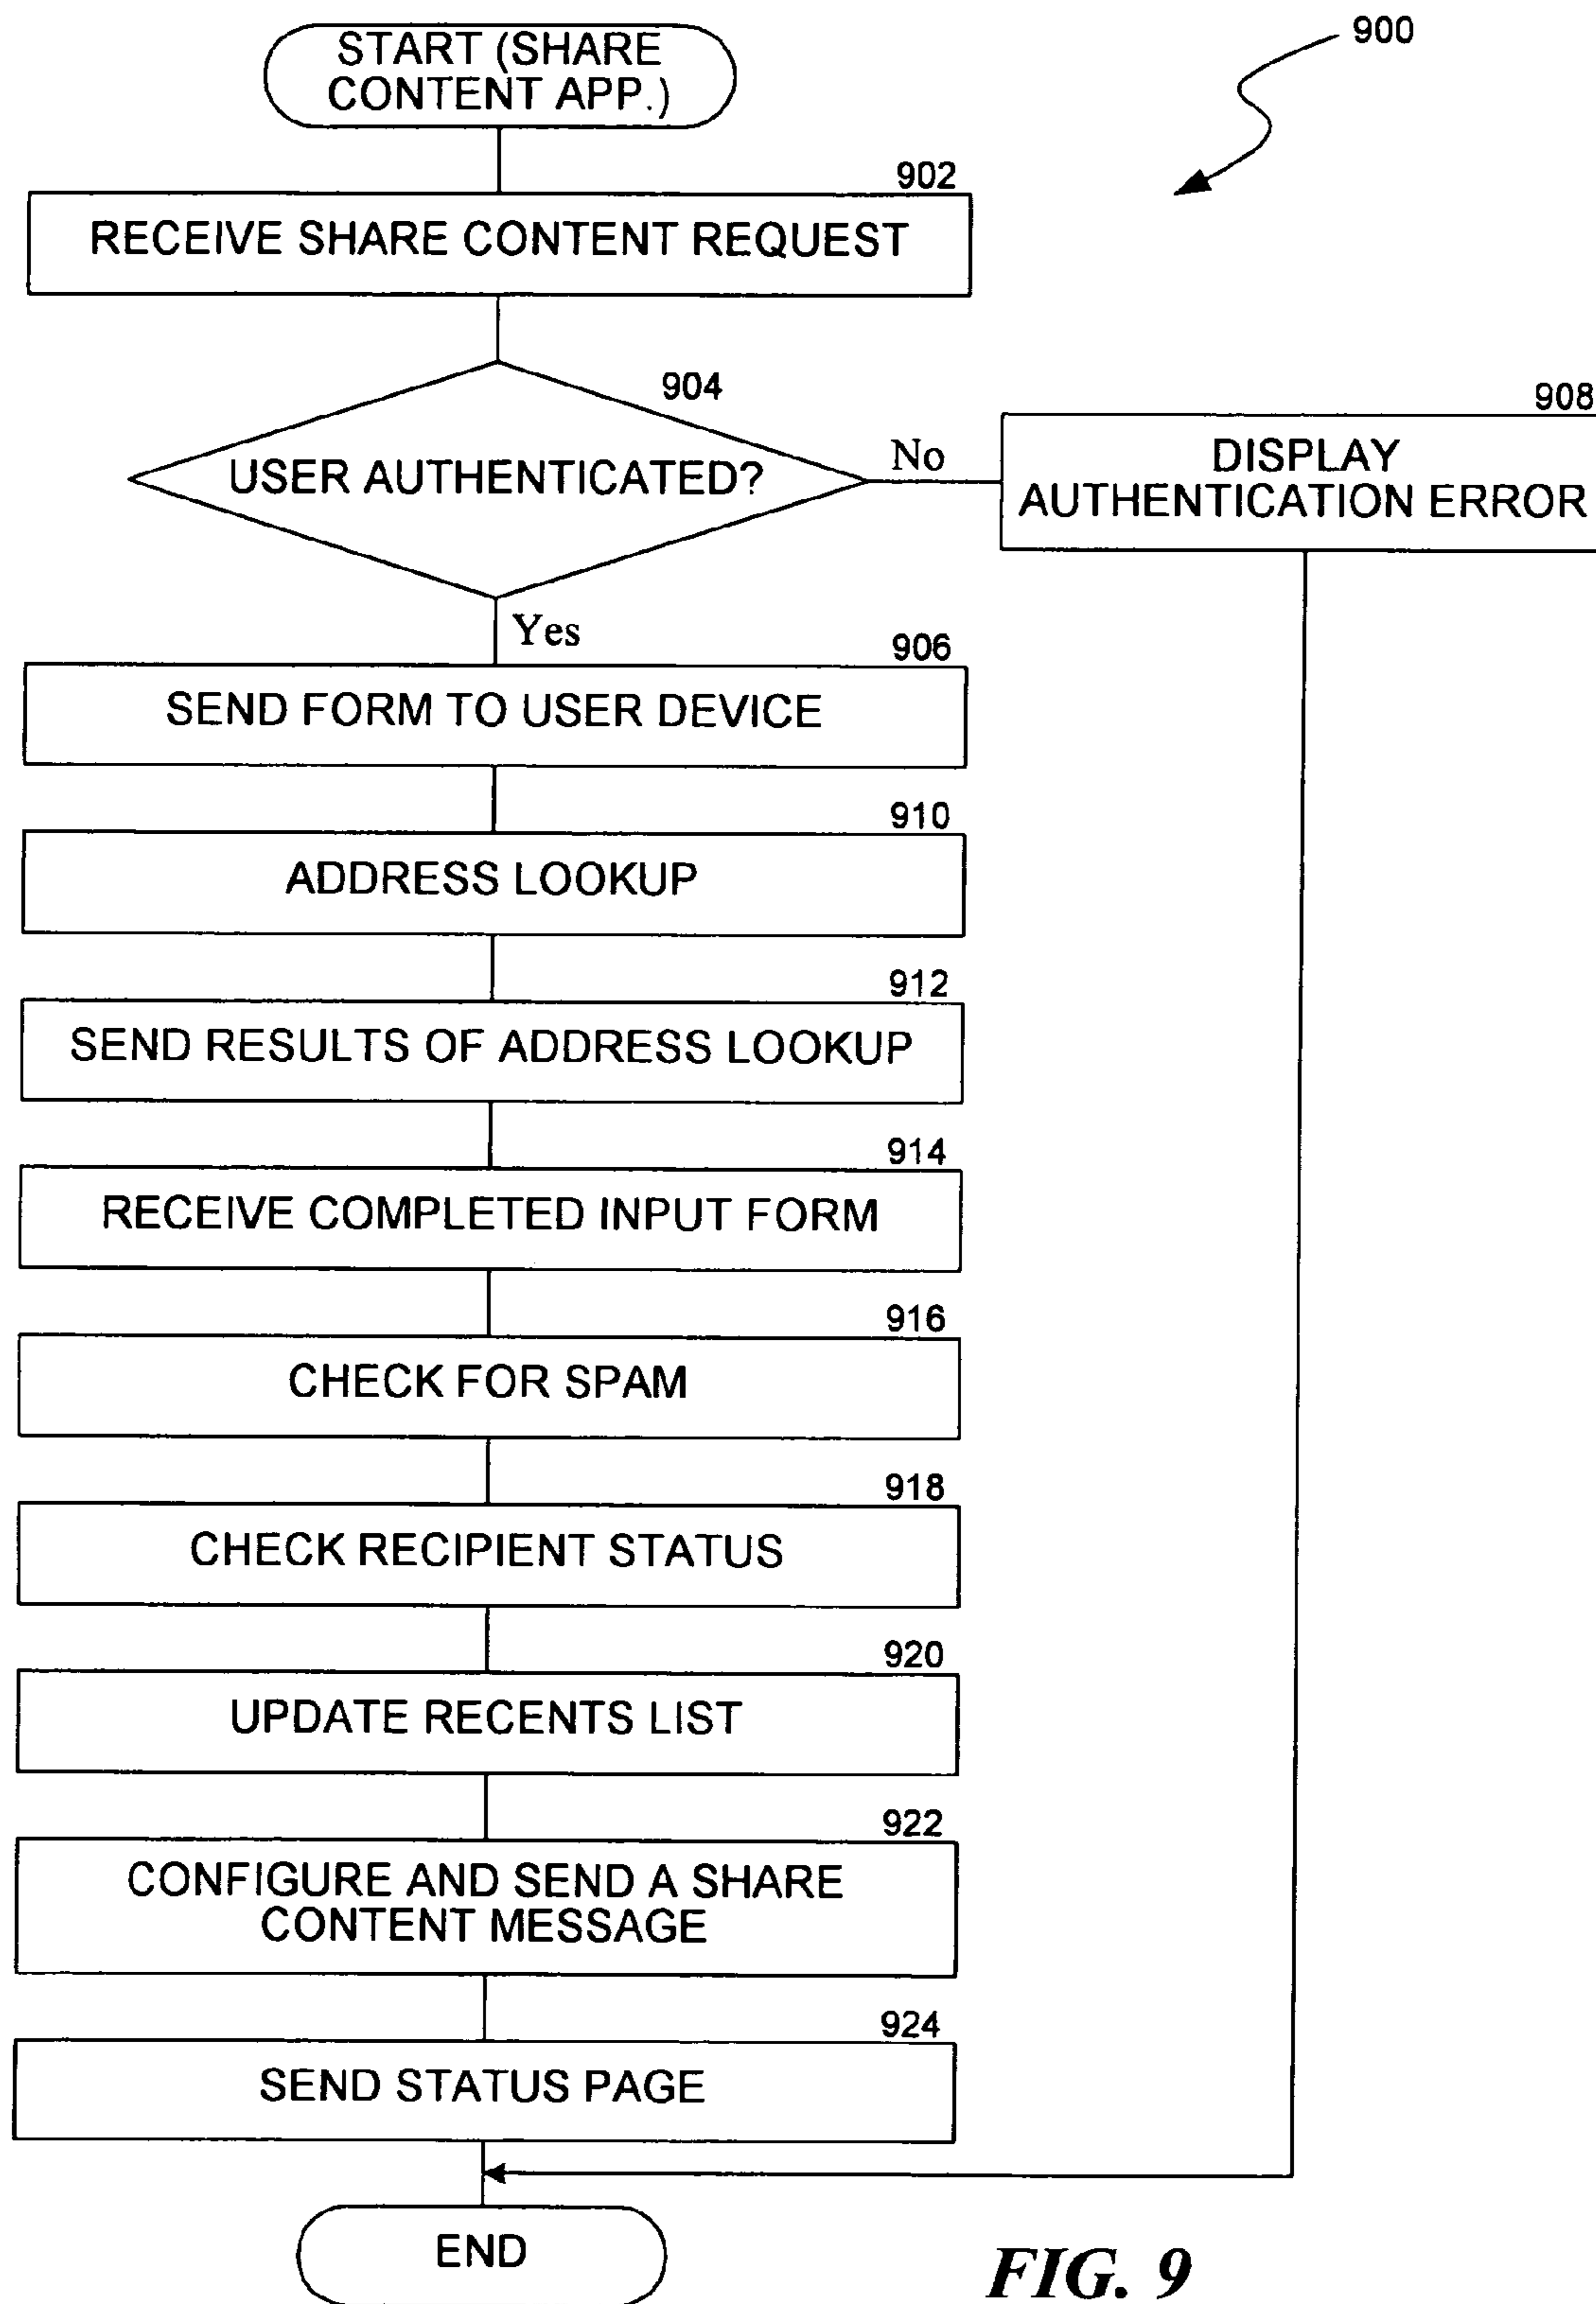 START (SHARE
CONTENT APP.)
900
902
RECEIVE SHARE CONTENT REQUEST
904
USER AUTHENTICATED?
No
908
DISPLAY
AUTHENTICATION ERROR
Yes
906
SEND FORM TO USER DEVICE
910
ADDRESS LOOKUP
912
SEND RESULTS OF ADDRESS LOOKUP
914
RECEIVE COMPLETED INPUT FORM
916
CHECK FOR SPAM
918
CHECK RECIPIENT STATUS
920
UPDATE RECENTS LIST
922
CONFIGURE AND SEND A SHARE
CONTENT MESSAGE
924
SEND STATUS PAGE
END
FIG. 9